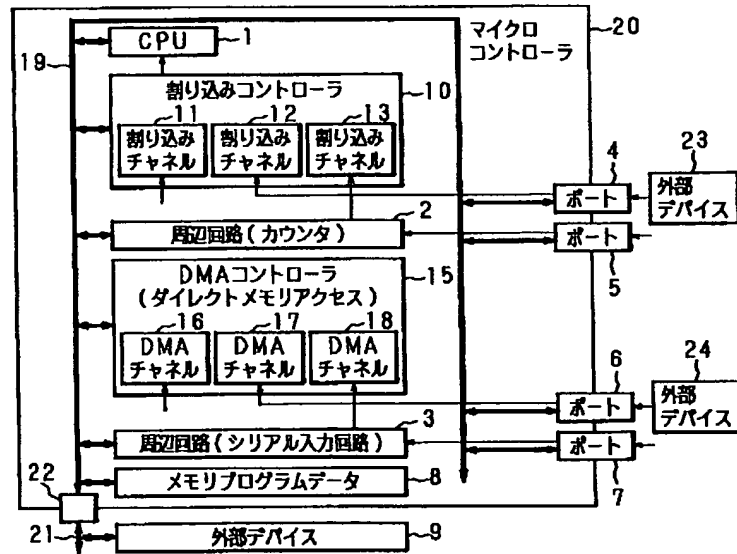 19
CPU
1
マイクロ
コントローラ
20
割り込みコントローラ
10
11
12
13
割り込み
チャネル
割り込み
チャネル
割り込み
チャネル
4
ポート
23
外部
デバイス
2
周辺回路(カウンタ)
ポート
5
DMAコントローラ
(ダイレクトメモリアクセス)
15
16
17
18
DMA
チャネル
DMA
チャネル
DMA
チャネル
6
ポート
24
外部
デバイス
3
周辺回路(シリアル入力回路)
ポート
7
22
メモリプログラムデータ
8
21
外部デバイス
9